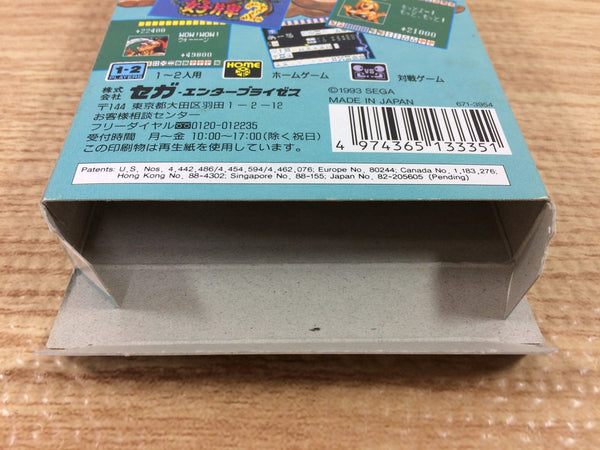 +22400
WOW!WOW!
+49800
+21000
1-2
PLAYERS
1〜2人用
HOME
ホームゲーム
VS
対戦ゲーム
株式会社 セガ・エンタープライゼス
〒144 東京都大田区羽田1-2-12
お客様相談センター
フリーダイヤル 0120-012235
受付時間 月〜金 10:00〜17:00(除く祝日)
この印刷物は再生紙を使用しています。
©1993 SEGA
MADE IN JAPAN
671-3954
4 974365 133351
Patents: U.S. Nos. 4,442,486/4,454,594/4,462,076; Europe No. 80244; Canada No. 1,183,276;
Hong Kong No. 88-4302; Singapore No. 88-155; Japan No. 82-205605 (Pending)